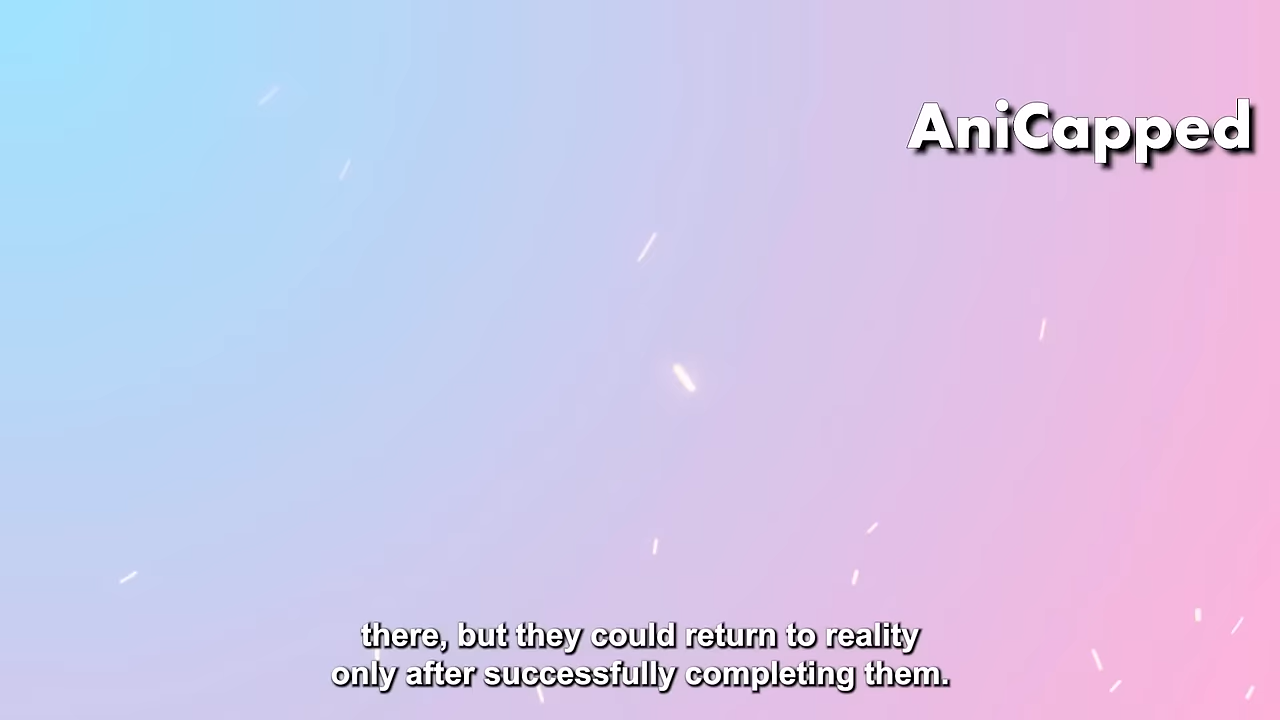 AniCapped
there, but they could return to reality
only after successfully completing them.